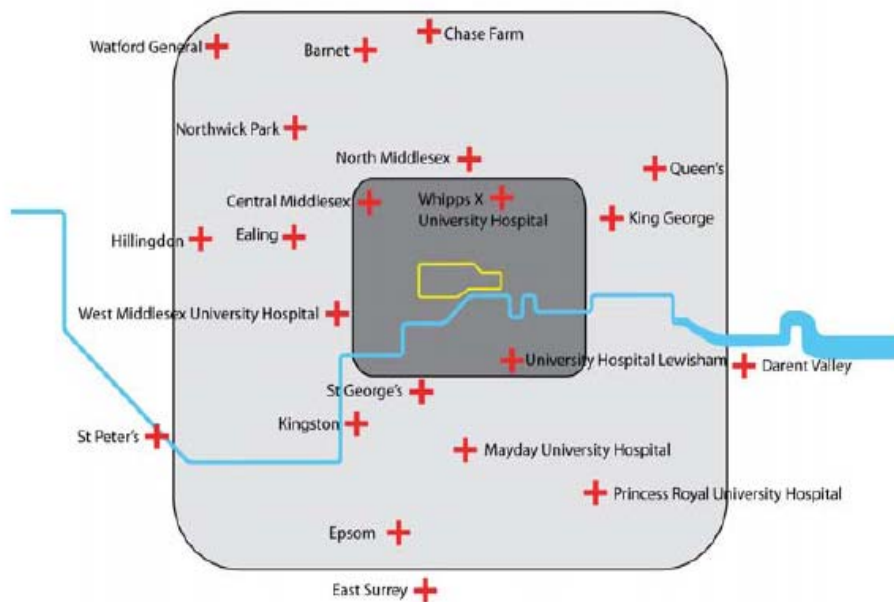 Chase Farm
Watford General
Barnet
Northwick Park
North Middlesex
Queen's
Central Middlesex
Whipps X
University Hospital
King George
Hillingdon
Ealing
West Middlesex University Hospital
University Hospital Lewisham
Darent Valley
St George's
Kingston
St Peter's
Mayday University Hospital
Princess Royal University Hospital
Epsom
East Surrey